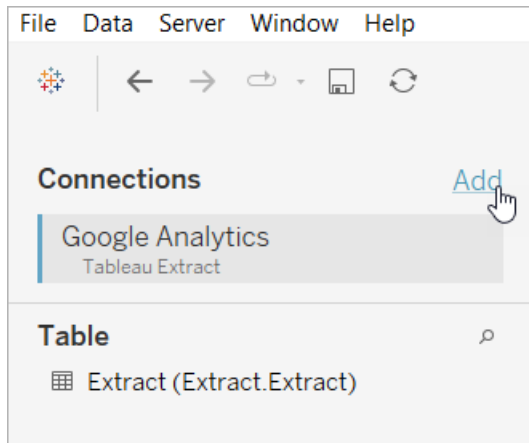 File Data Server Window Help
Connections Add
Google Analytics
Tableau Extract
Table
Extract (Extract.Extract)